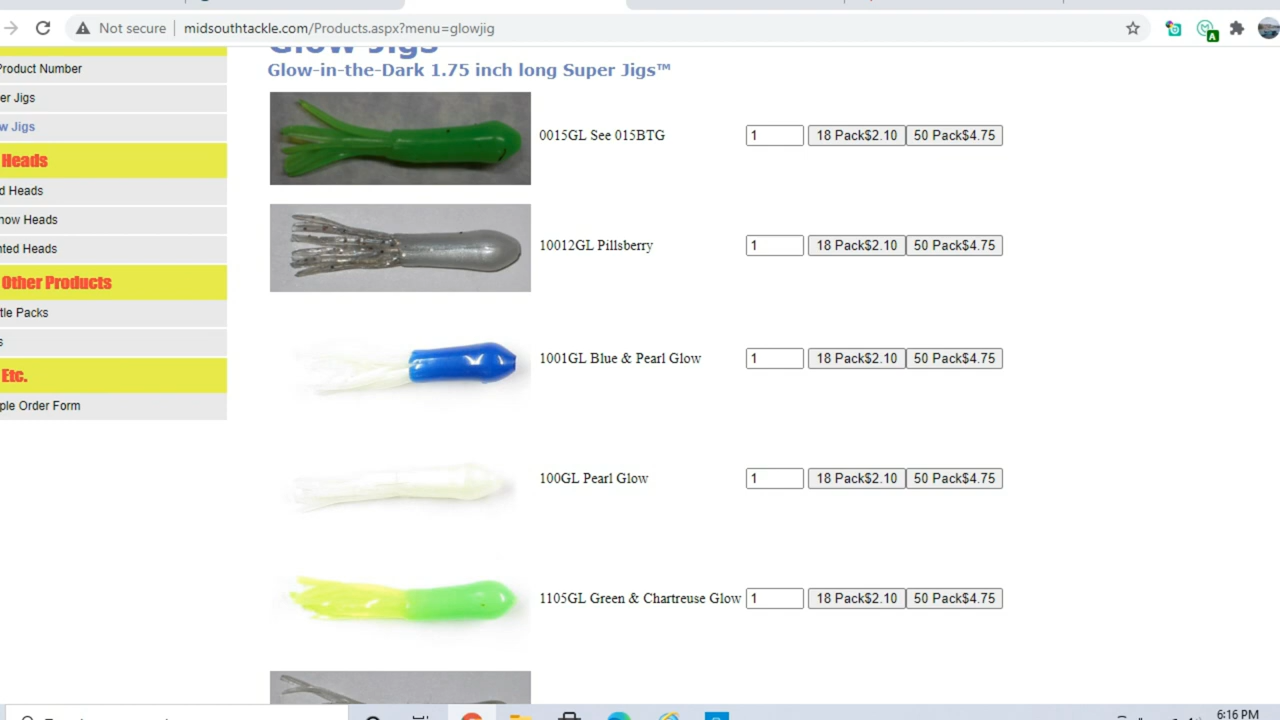 Not secure midsouthtackle.com/Products.aspx?menu=glowjig
Glow Jigs
Glow-in-the-Dark 1.75 inch long Super Jigs™
Product Number
er Jigs
w Jigs
Heads
d Heads
now Heads
nted Heads
Other Products
tle Packs
s
Etc.
ple Order Form
0015GL See 015BTG 1 18 Pack$2.10 50 Pack$4.75
10012GL Pillsberry 1 18 Pack$2.10 50 Pack$4.75
1001GL Blue & Pearl Glow 1 18 Pack$2.10 50 Pack$4.75
100GL Pearl Glow 1 18 Pack$2.10 50 Pack$4.75
1105GL Green & Chartreuse Glow 1 18 Pack$2.10 50 Pack$4.75
6:16 PM